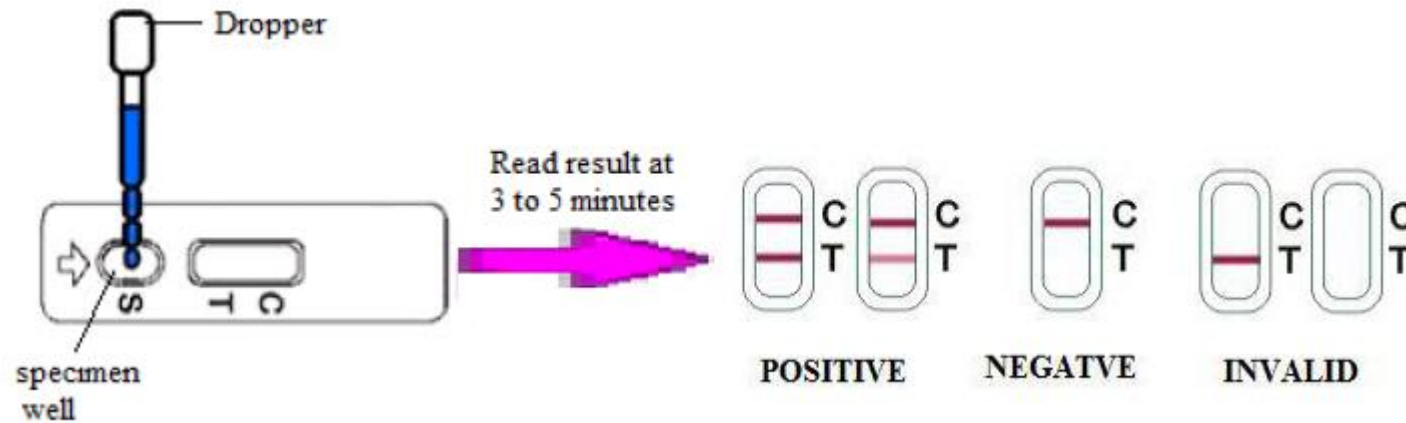 Dropper
Read result at
3 to 5 minutes
S
T
C
specimen
well
C
T
C
T
C
T
C
T
C
T
POSITIVE
NEGATVE
INVALID